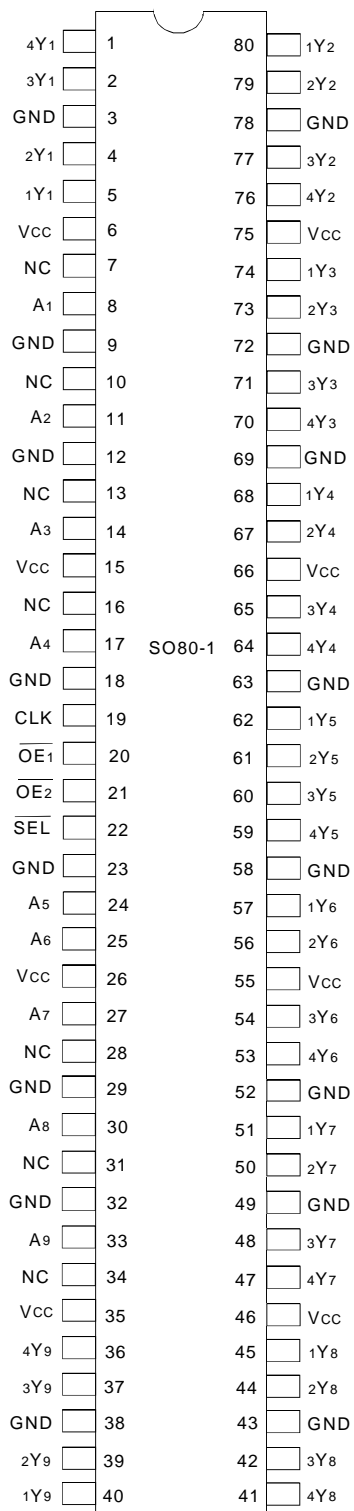 4Y1 1 80 1Y2
3Y1 2 79 2Y2
GND 3 78 GND
2Y1 4 77 3Y2
1Y1 5 76 4Y2
VCC 6 75 VCC
NC 7 74 1Y3
A1 8 73 2Y3
GND 9 72 GND
NC 10 71 3Y3
A2 11 70 4Y3
GND 12 69 GND
NC 13 68 1Y4
A3 14 67 2Y4
VCC 15 66 VCC
NC 16 65 3Y4
A4 17 SO80-1 64 4Y4
GND 18 63 GND
CLK 19 62 1Y5
O̅E̅1 20 61 2Y5
O̅E̅2 21 60 3Y5
S̅E̅L̅ 22 59 4Y5
GND 23 58 GND
A5 24 57 1Y6
A6 25 56 2Y6
VCC 26 55 VCC
A7 27 54 3Y6
NC 28 53 4Y6
GND 29 52 GND
A8 30 51 1Y7
NC 31 50 2Y7
GND 32 49 GND
A9 33 48 3Y7
NC 34 47 4Y7
VCC 35 46 VCC
4Y9 36 45 1Y8
3Y9 37 44 2Y8
GND 38 43 GND
2Y9 39 42 3Y8
1Y9 40 41 4Y8